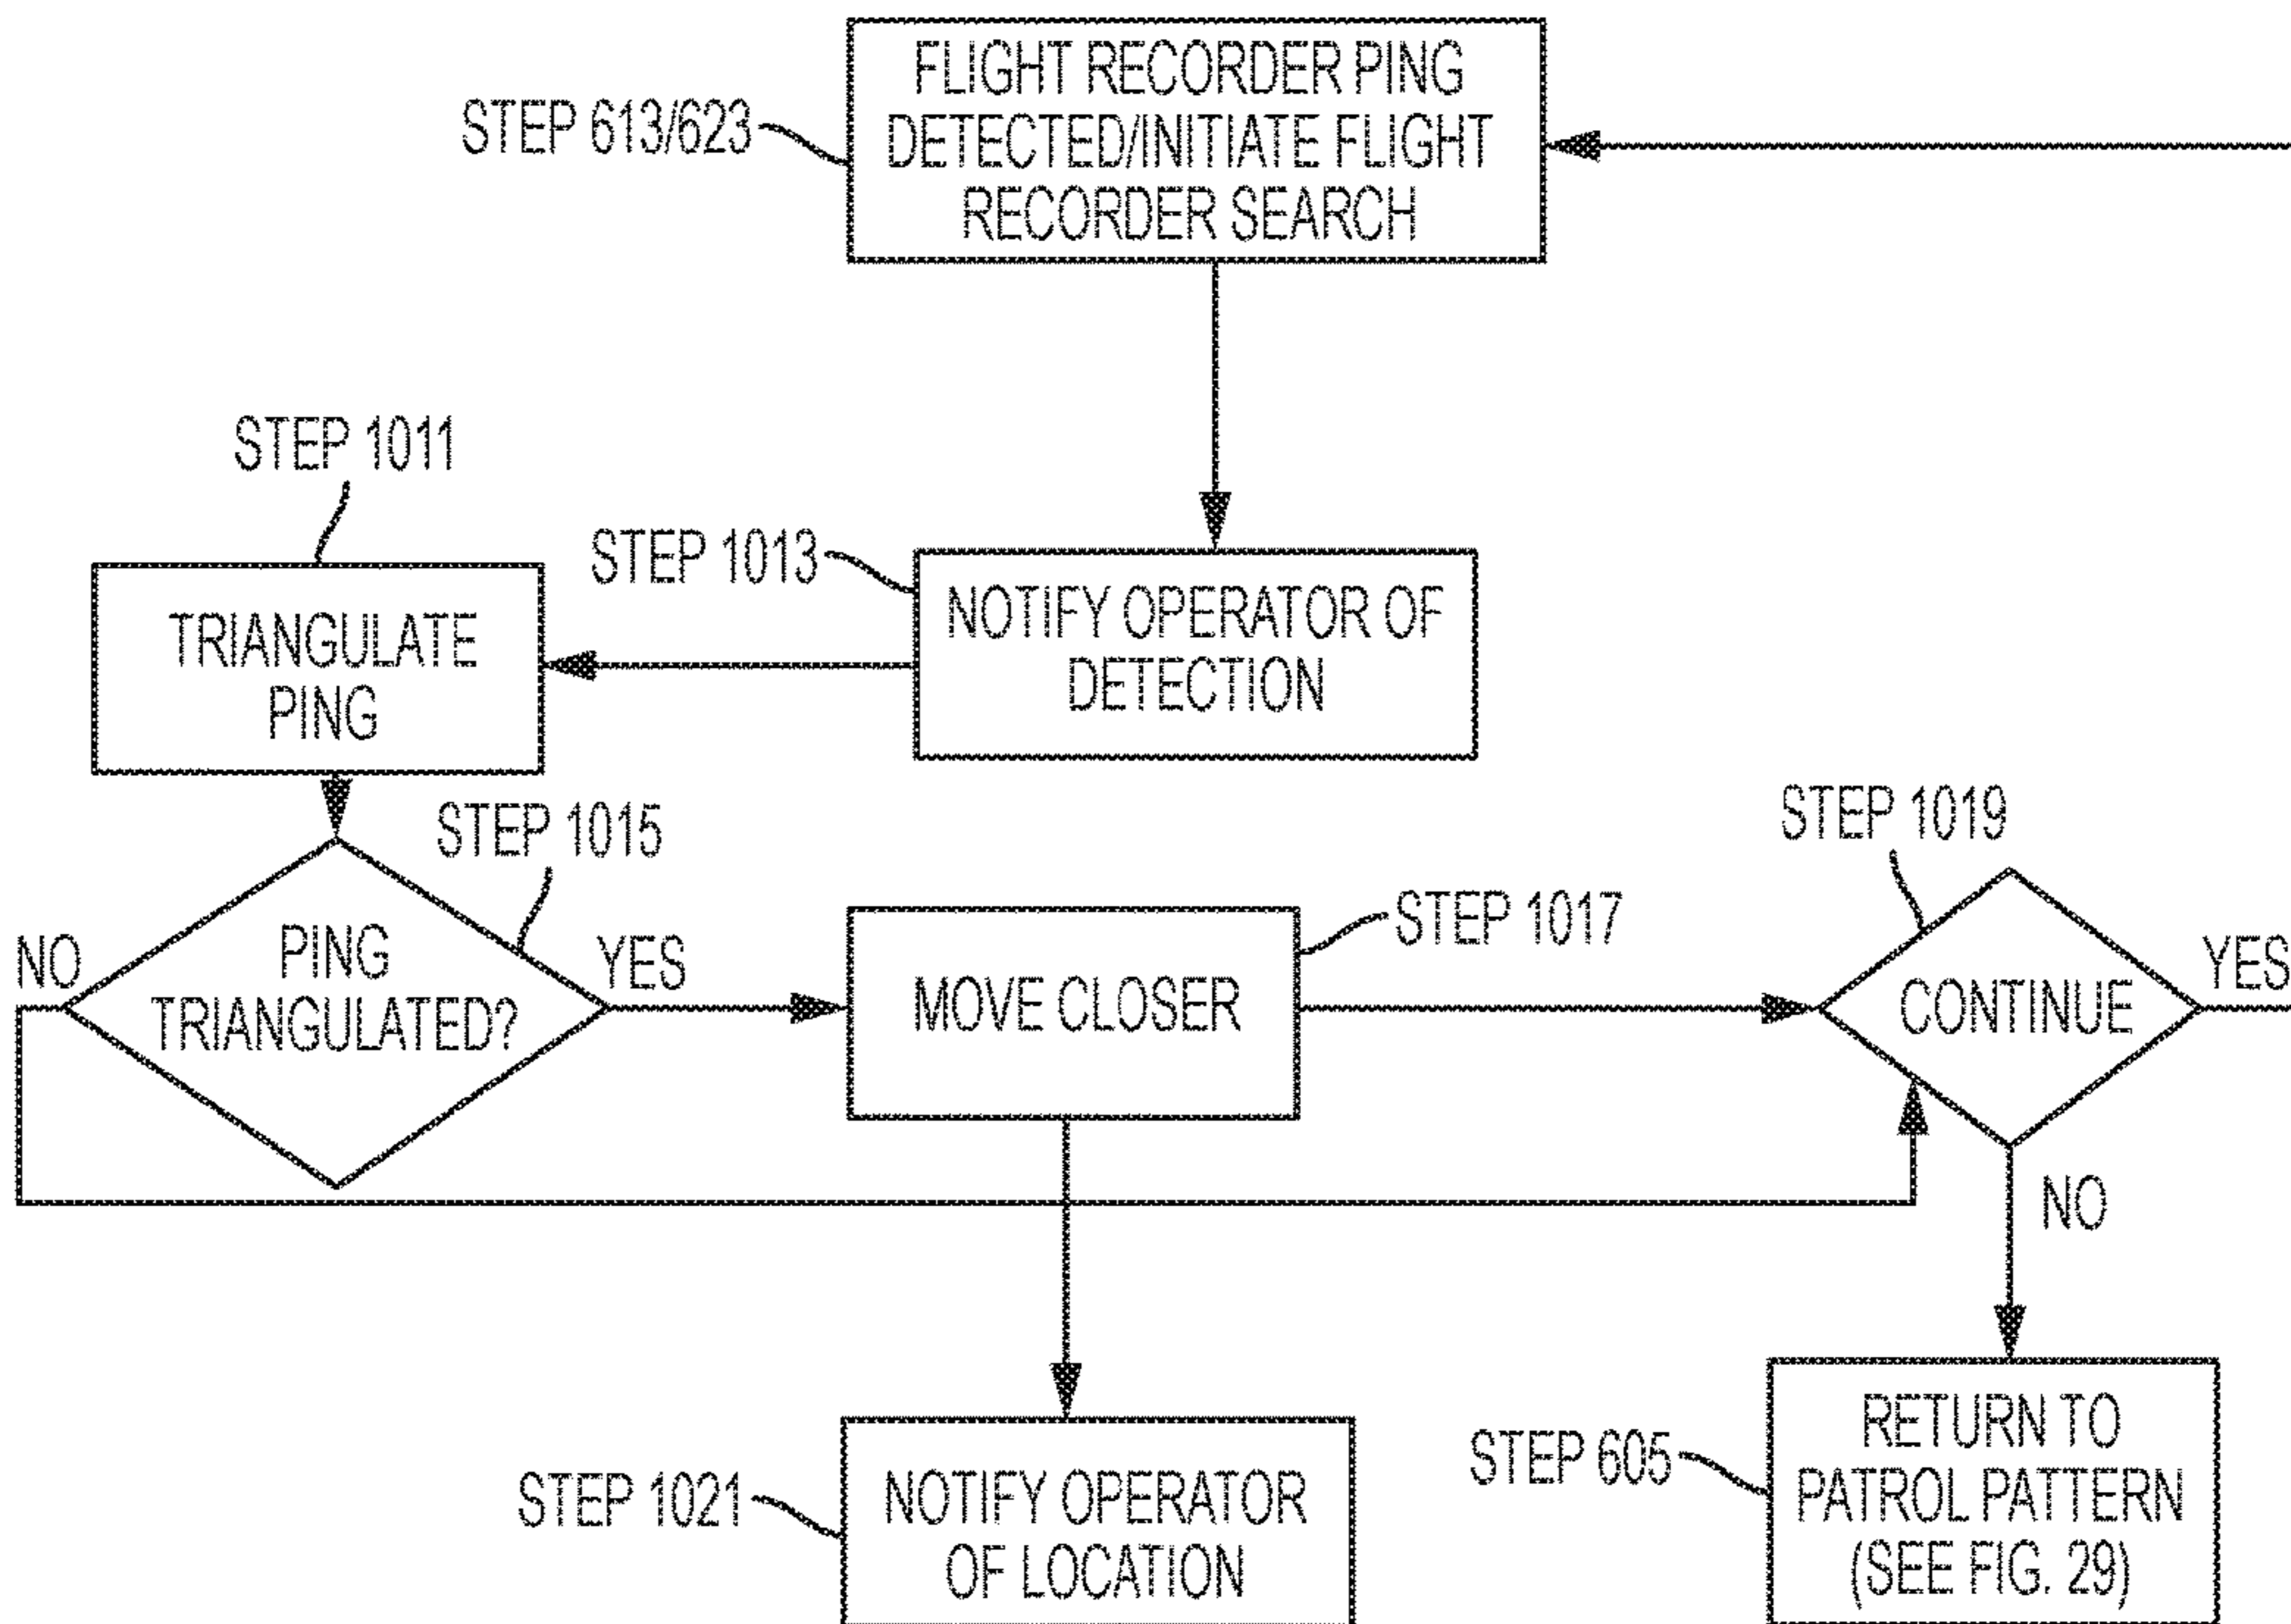 FLIGHT RECORDER PING
DETECTED/INITIATE FLIGHT
RECORDER SEARCH
STEP 613/623
STEP 1011
STEP 1013
TRIANGULATE
PING
NOTIFY OPERATOR OF
DETECTION
STEP 1015
STEP 1019
NO
PING
TRIANGULATED?
YES
STEP 1017
MOVE CLOSER
CONTINUE
YES
NO
STEP 1021
NOTIFY OPERATOR
OF LOCATION
STEP 605
RETURN TO
PATROL PATTERN
(SEE FIG. 29)